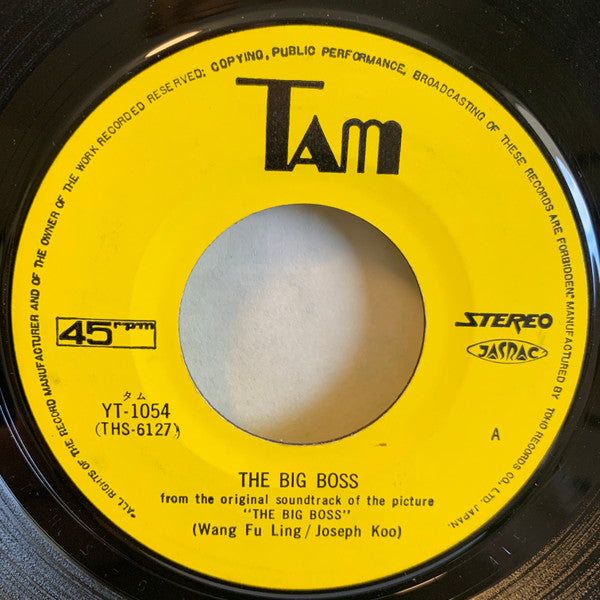 "ALL RIGHTS OF THE RECORD MANUFACTURER AND OF THE OWNER OF THE WORK RECORDED RESERVED; COPYING, PUBLIC PERFORMANCE, BROADCASTING OF THESE RECORDS ARE FORBIDDEN." MANUFACTURED BY TOHO RECORDS CO., LTD. JAPAN.
TAM
45 rpm
STEREO
JASRAC
タム
YT-1054
(THS-6127)
A
THE BIG BOSS
from the original soundtrack of the picture
"THE BIG BOSS"
(Wang Fu Ling/Joseph Koo)